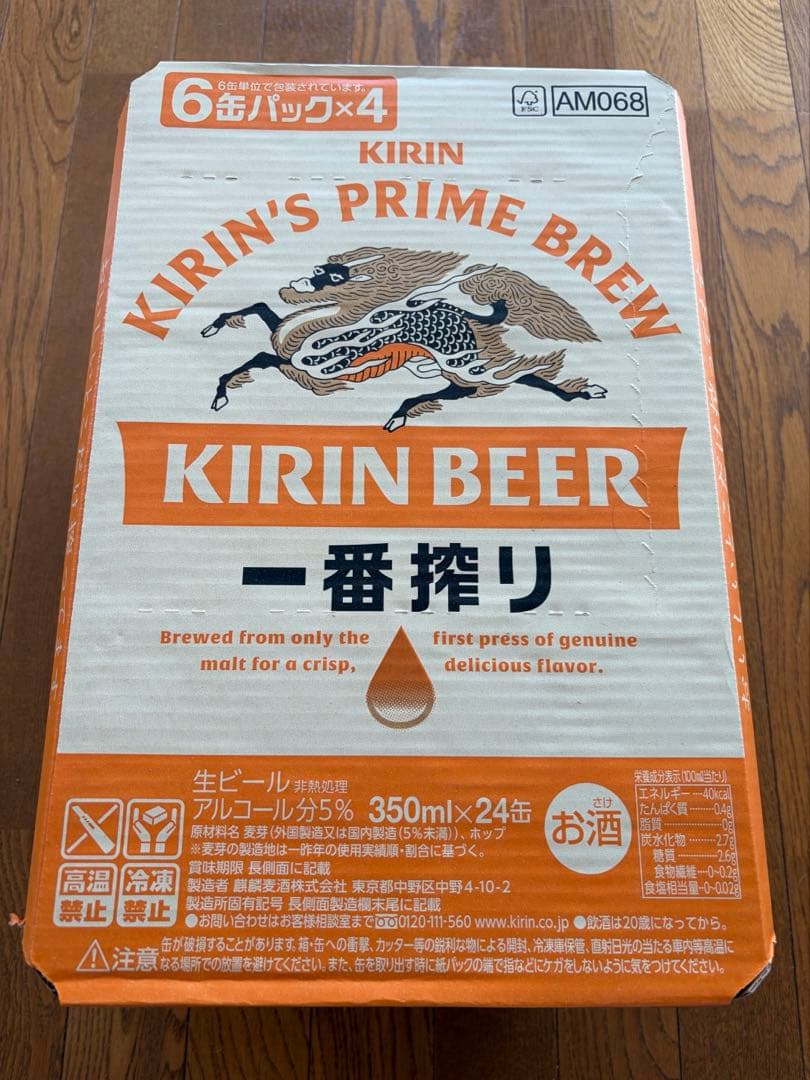 6缶単位で包装されています。
6缶パック×4
FSC
AM068
KIRIN
KIRIN'S PRIME BREW
KIRIN BEER
一番搾り
Brewed from only the first press of genuine
malt for a crisp, delicious flavor.
生ビール 非熱処理
アルコール分5% 350ml×24缶
原材料名 麦芽(外国製造又は国内製造(5%未満))、ホップ
※麦芽の製造地は一昨年の使用実績順・割合に基づく。
賞味期限 長側面に記載
製造者 麒麟麦酒株式会社 東京都中野区中野4-10-2
製造所固有記号 長側面製造欄末尾に記載
●お問い合わせはお客様相談室まで0120-111-560 www.kirin.co.jp ●飲酒は20歳になってから。
高温禁止
冷凍禁止
さけ
お酒
栄養成分表示(100ml当たり)
エネルギー…40kcal
たんぱく質………0.4g
脂質………………0g
炭水化物…………2.7g
糖質………………2.6g
食物繊維…0~0.2g
食塩相当量…0~0.02g
注意
缶が破損することがあります。箱・缶への衝撃、カッター等の鋭利な物による開封、冷凍庫保管、直射日光の当たる車内等高温に
なる場所での放置を避けてください。また、缶を取り出す時に紙パックの端で指などにケガをしないように気をつけてください。